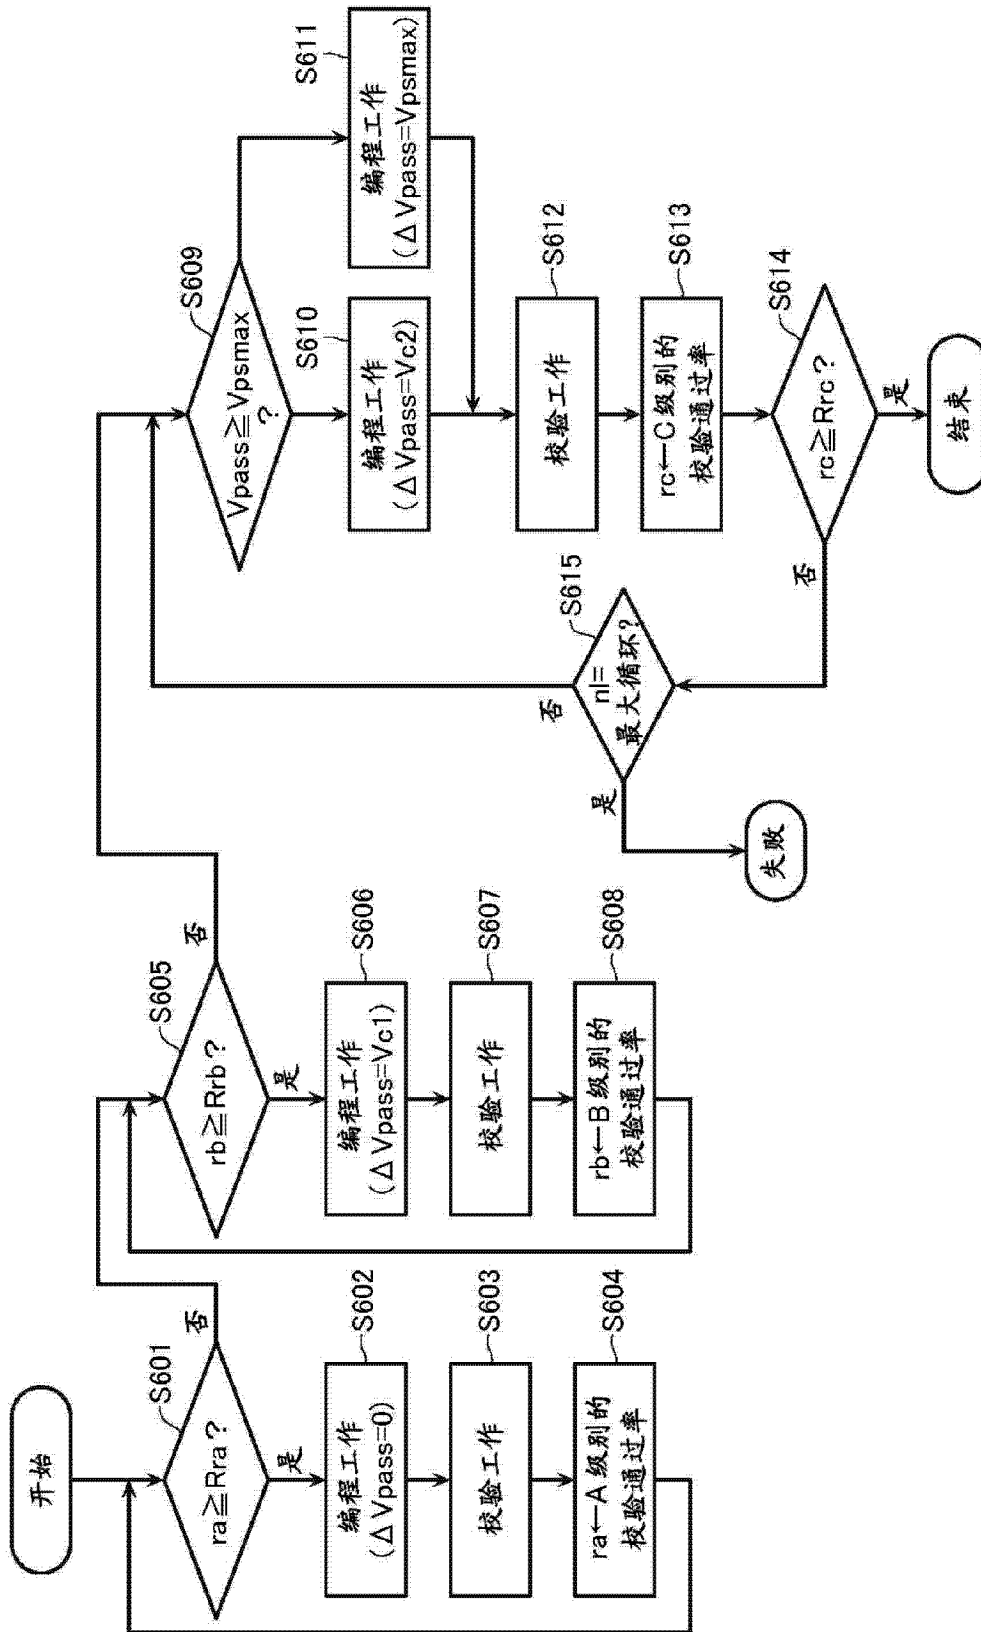 开始
S601
ra≧Rra？
否
是
S602
编程工作
(ΔVpass=0)
S603
校验工作
S604
ra←A级别的
校验通过率
S605
rb≧Rrb？
否
是
S606
编程工作
(ΔVpass=Vc1)
S607
校验工作
S608
rb←B级别的
校验通过率
S609
Vpass≧Vpsmax
？
S610
编程工作
(ΔVpass=Vc2)
S611
编程工作
(ΔVpass=Vpsmax)
S612
校验工作
S613
rc←C级别的
校验通过率
S614
rc≧Rrc？
否
是
结束
S615
nl=
最大循环？
否
是
失败